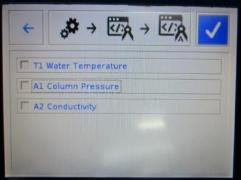 T1 Water Temperature
A1 Column Pressure
A2 Conductivity